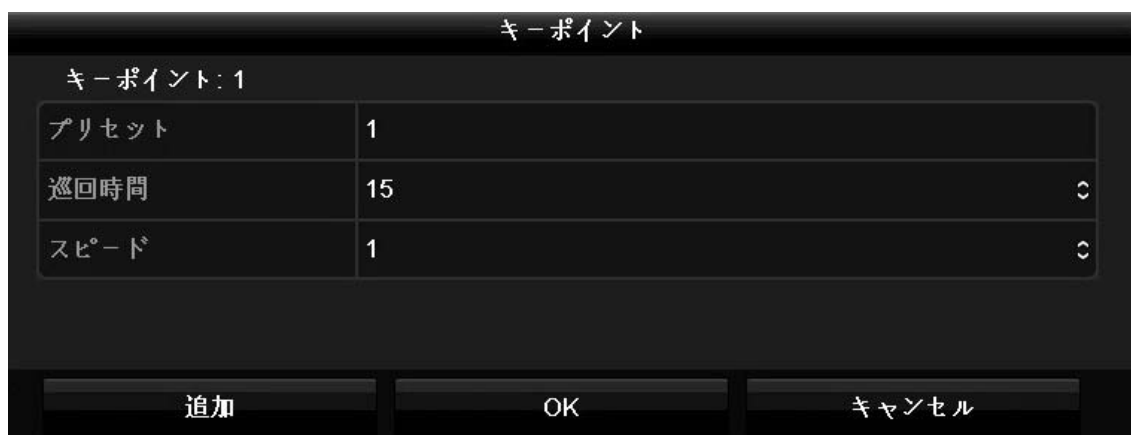 キーポイント
キーポイント: 1
プリセット 1
巡回時間 15
スピード 1
追加 OK キャンセル